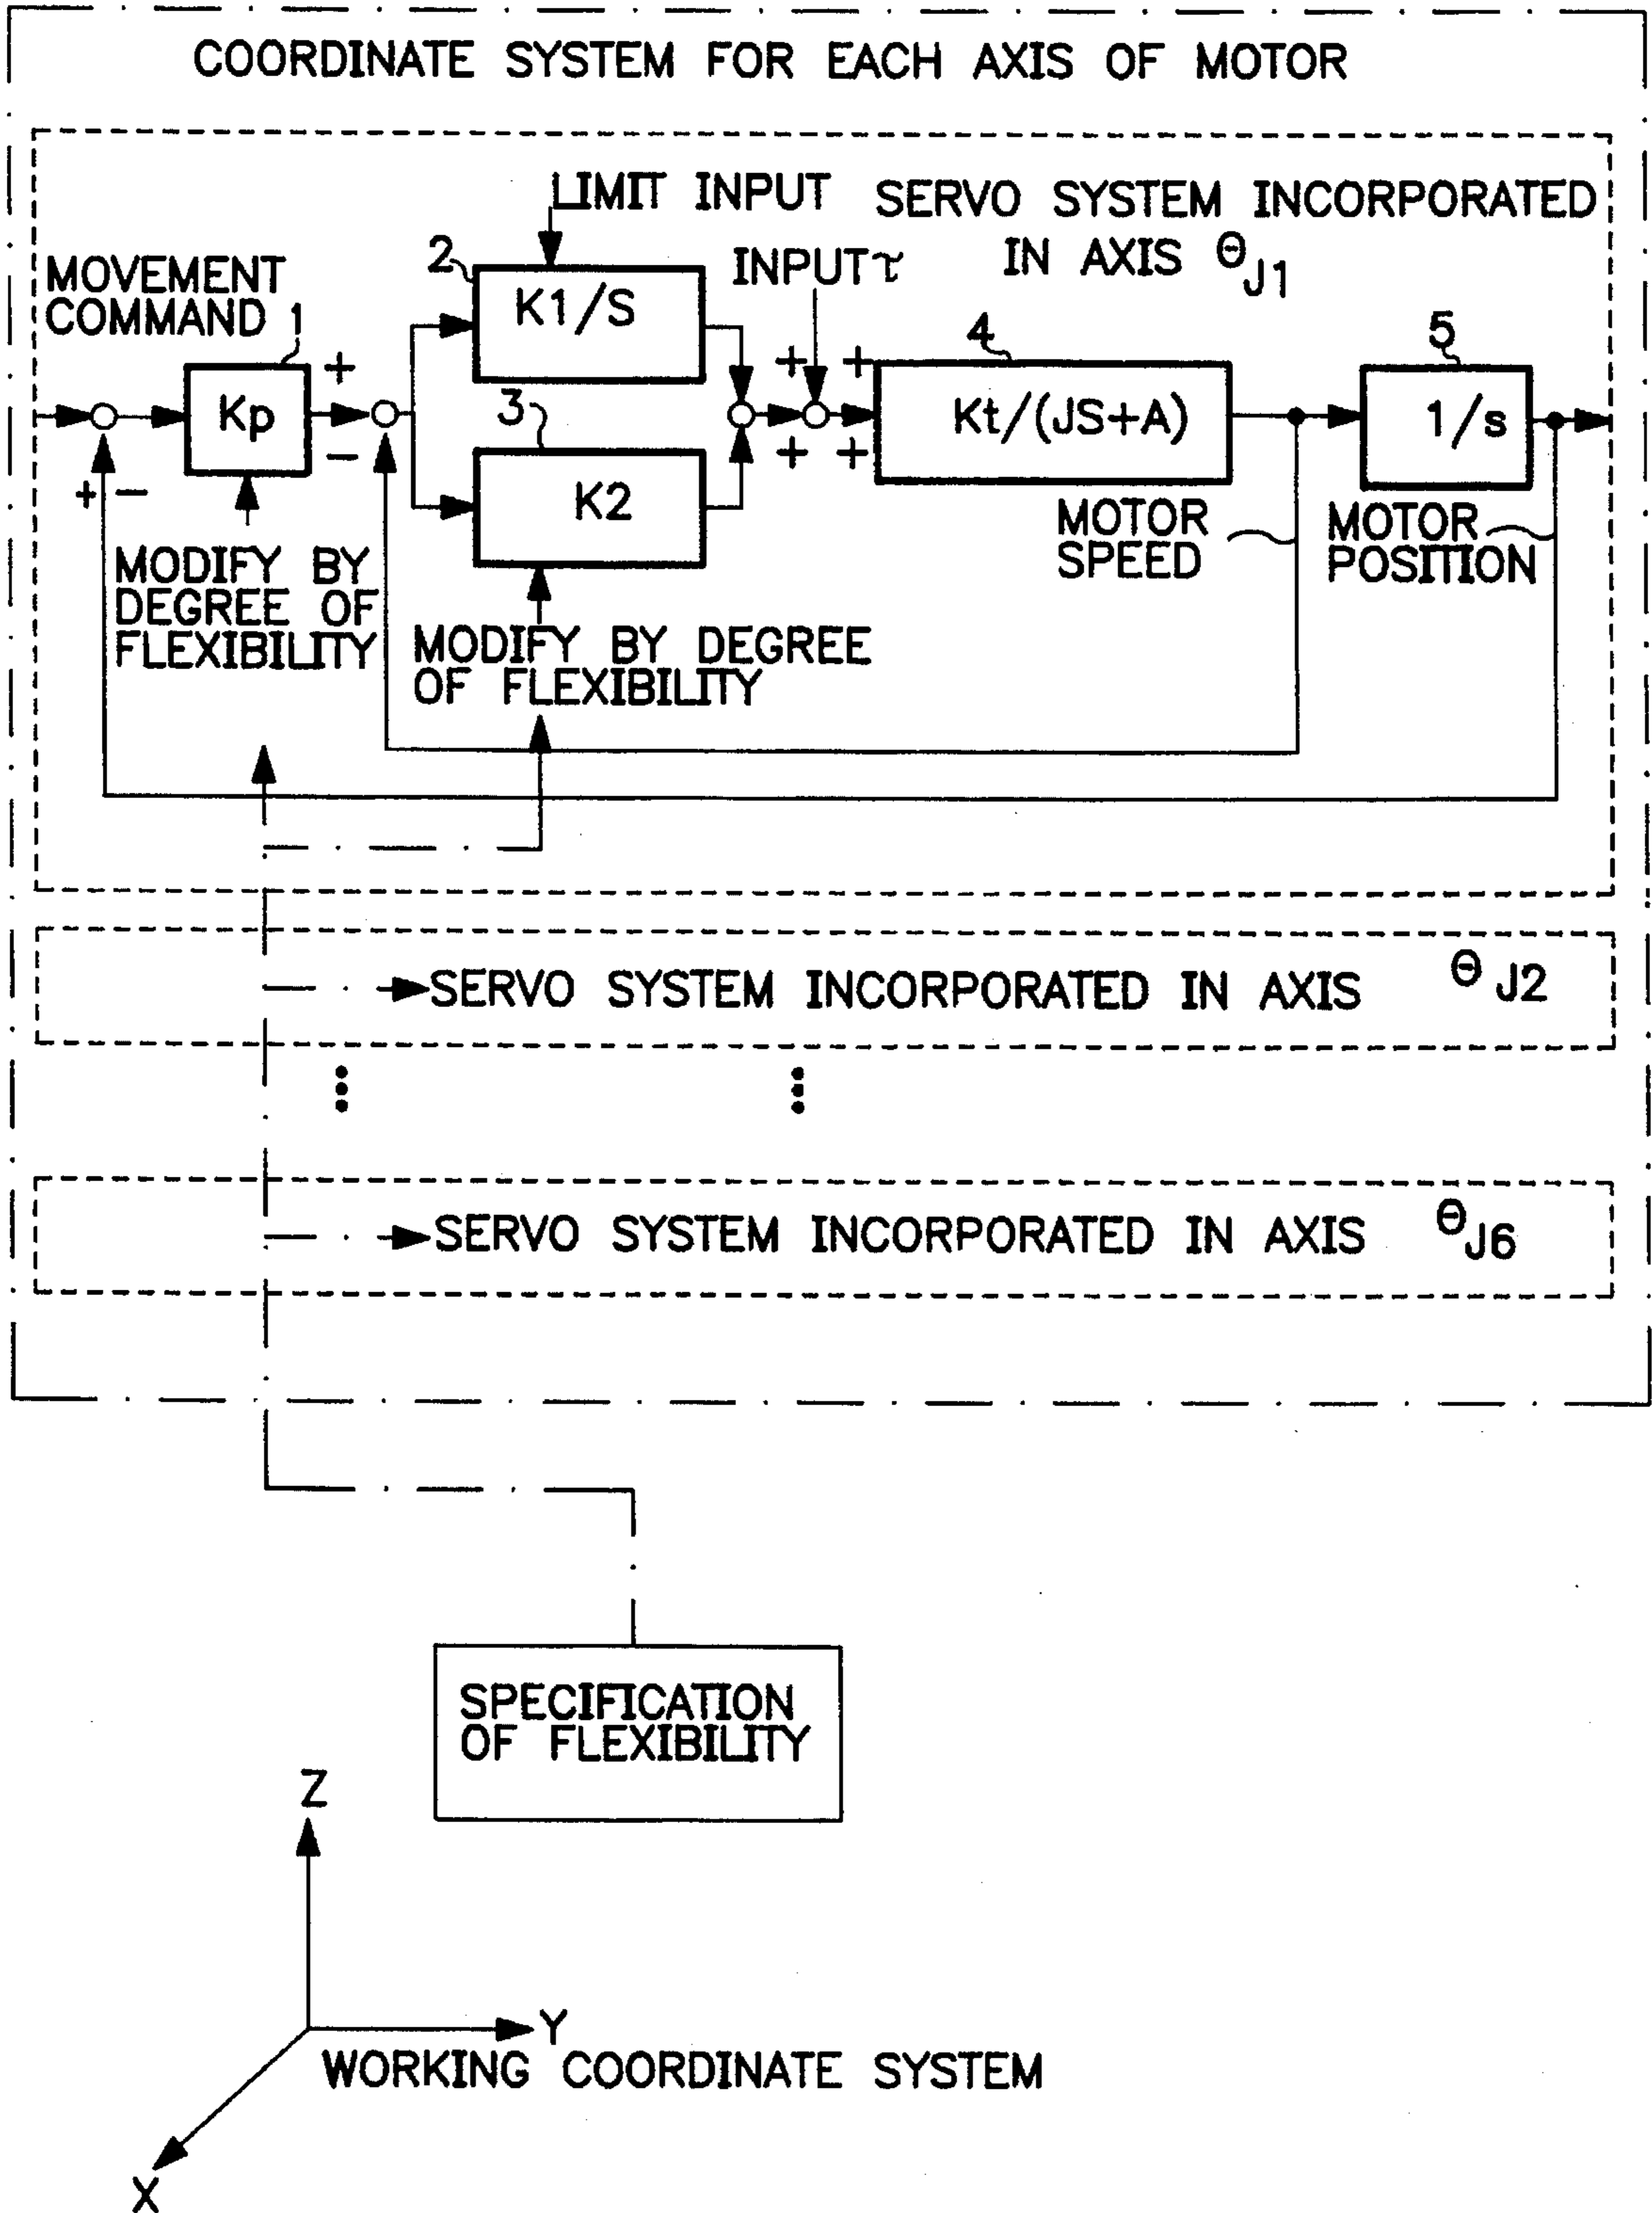 COORDINATE SYSTEM FOR EACH AXIS OF MOTOR
LIMIT INPUT
SERVO SYSTEM INCORPORATED
IN AXIS θJ1
MOVEMENT
COMMAND
1
2
K1/S
INPUT τ
3
K2
4
5
+
-
Kp
+ -
+ +
+ +
Kt/(JS+A)
1/s
MODIFY BY
DEGREE OF
FLEXIBILITY
MODIFY BY DEGREE
OF FLEXIBILITY
MOTOR
SPEED
MOTOR
POSITION
SERVO SYSTEM INCORPORATED IN AXIS θJ2
SERVO SYSTEM INCORPORATED IN AXIS θJ6
SPECIFICATION
OF FLEXIBILITY
Z
Y
WORKING COORDINATE SYSTEM
X